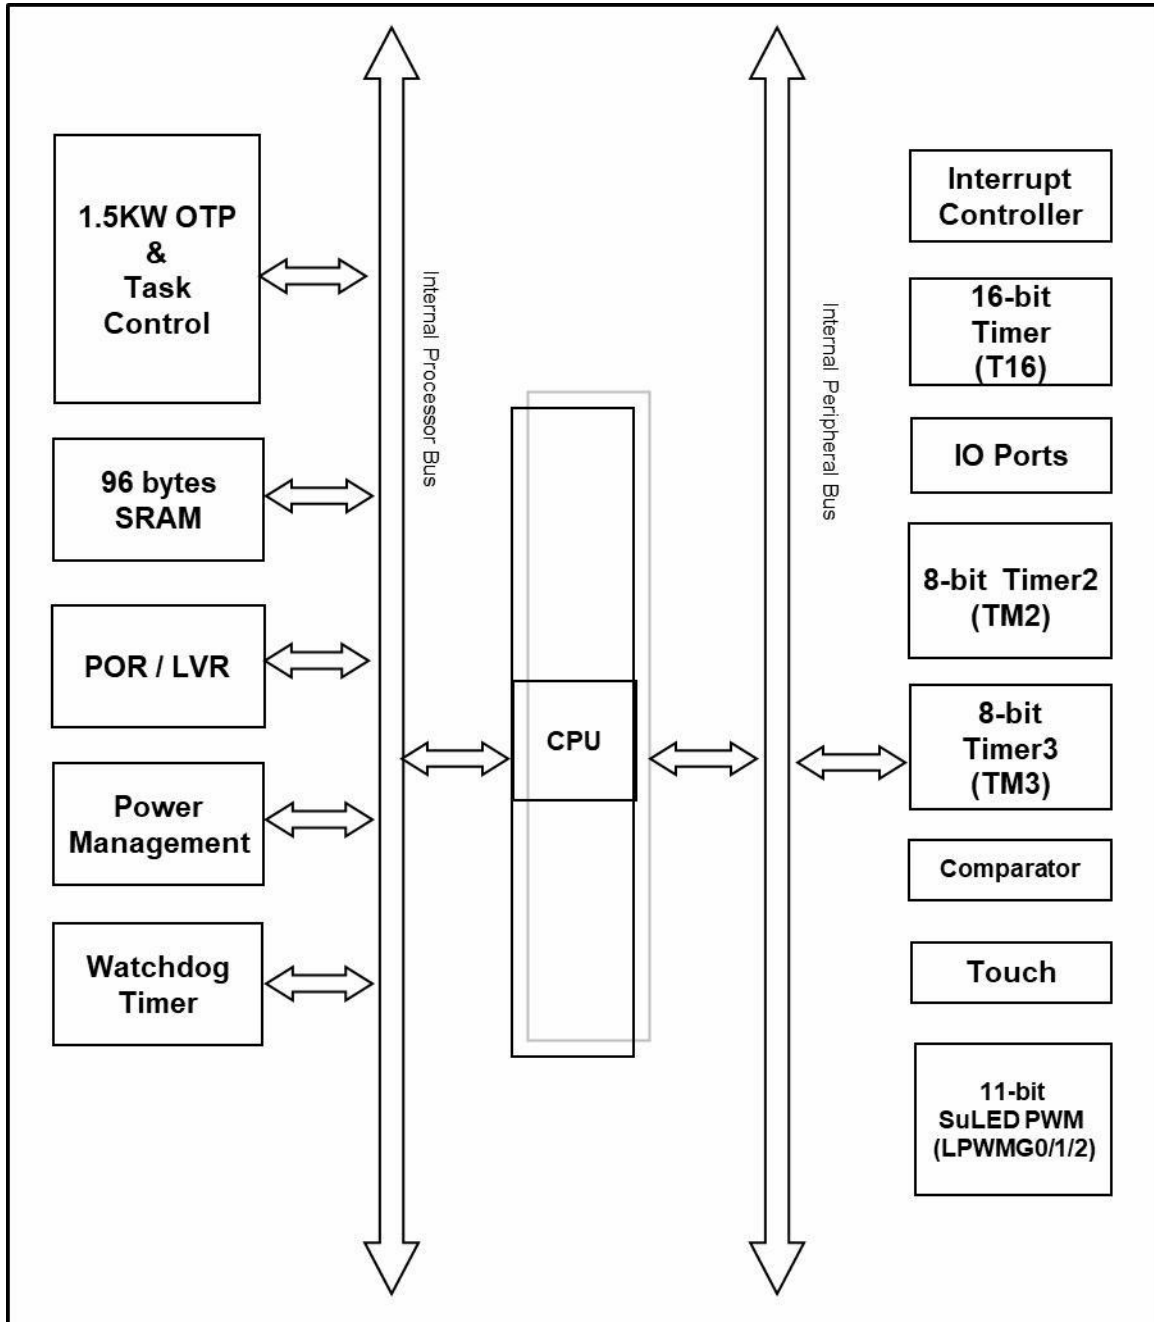 1.5KW OTP
&
Task
Control
96 bytes
SRAM
POR / LVR
Power
Management
Watchdog
Timer
Internal Processor Bus
CPU
Internal Peripheral Bus
Interrupt
Controller
16-bit
Timer
(T16)
IO Ports
8-bit Timer2
(TM2)
8-bit
Timer3
(TM3)
Comparator
Touch
11-bit
SuLED PWM
(LPWMG0/1/2)